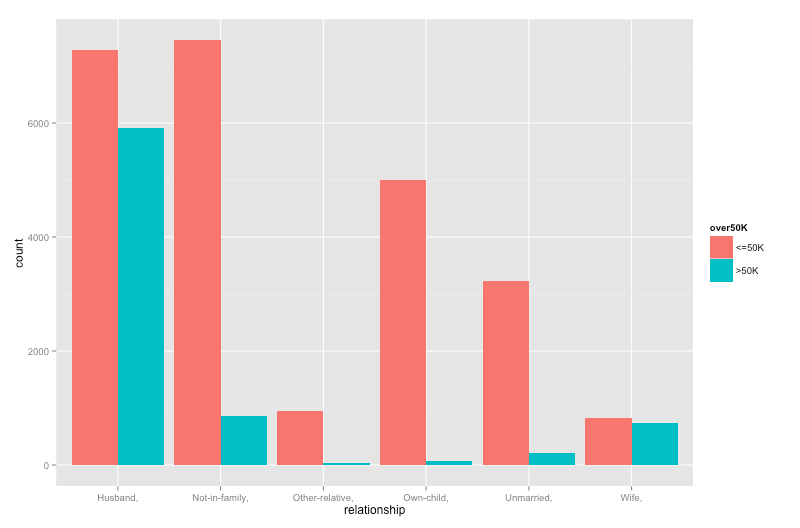 6000
4000
2000
0
count
Husband, Not-in-family, Other-relative, Own-child, Unmarried, Wife,
relationship
over50K
<=50K
>50K